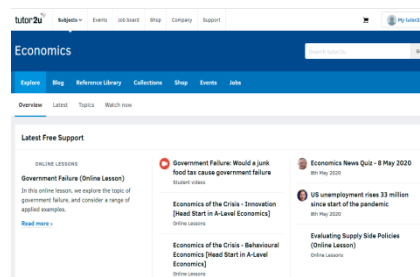 tutor2u
Subjects
Events
Job board
Shop
Company
Support
My tutor2u
Economics
Search tutor2u
Explore
Blog
Reference Library
Collections
Shop
Events
Jobs
Overview
Latest
Topics
Watch now
Latest Free Support
ONLINE LESSONS
Government Failure (Online Lesson)
In this online lesson, we explore the topic of
government failure, and consider a range of
applied examples.
Read more ›
Government Failure: Would a junk
food tax cause government failure
Student videos
Economics of the Crisis - Innovation
[Head Start in A-Level Economics]
Online Lessons
Economics of the Crisis - Behavioural
Economics [Head Start in A-Level
Economics]
Online Lessons
Economics News Quiz - 8 May 2020
8th May 2020
US unemployment rises 33 million
since start of the pandemic
8th May 2020
Evaluating Supply Side Policies
(Online Lesson)
Online Lessons